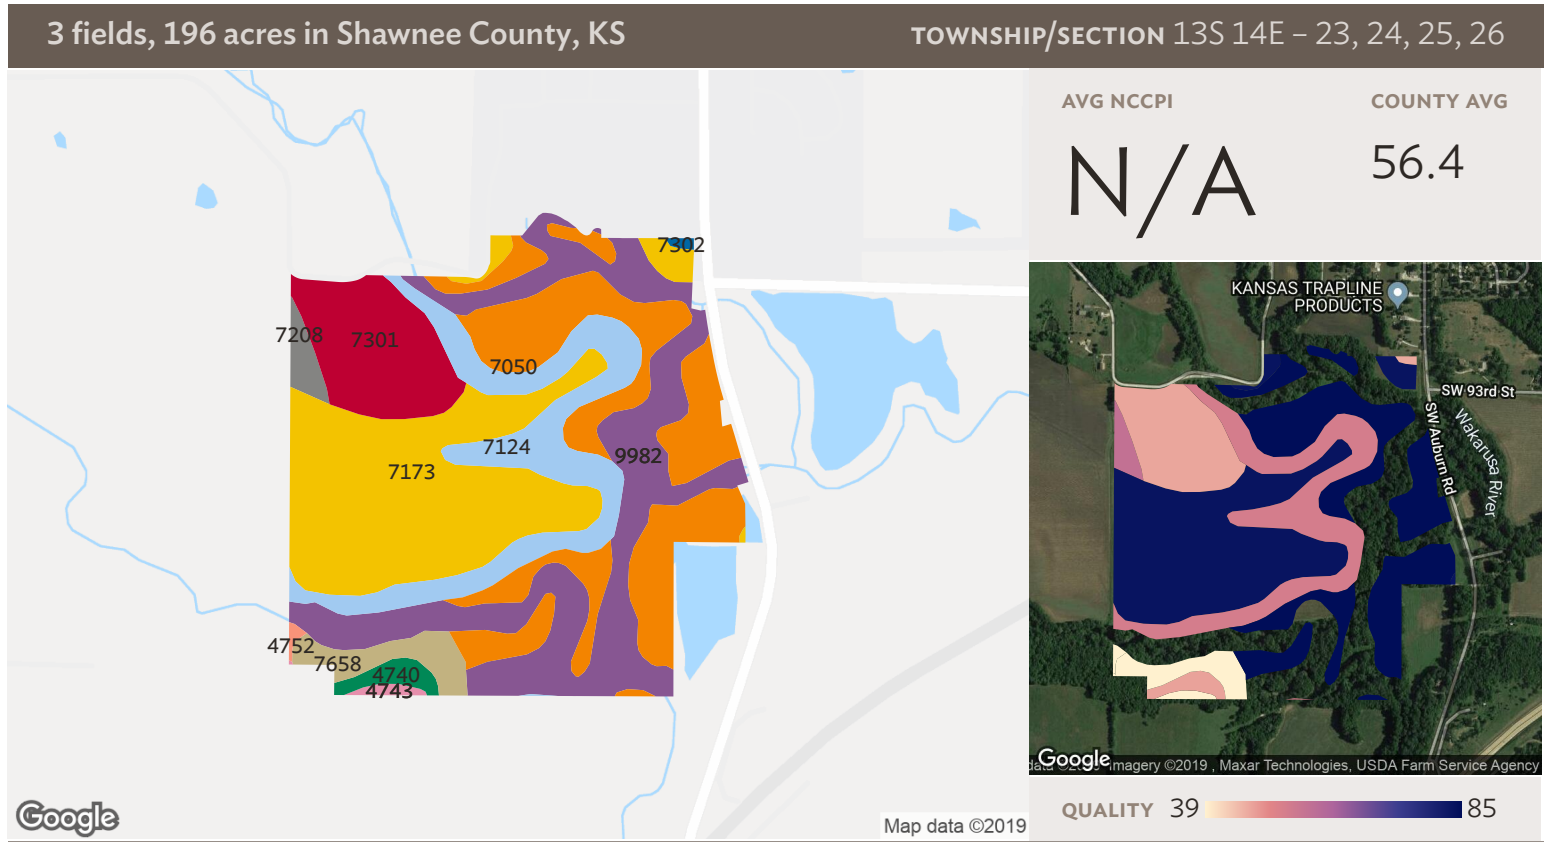 3 fields, 196 acres in Shawnee County, KS
TOWNSHIP/SECTION 13S 14E – 23, 24, 25, 26
7302
7208
7301
7050
7124
9982
7173
4752
7658
4740
4743
Google
Map data ©2019
AVG NCCPI
COUNTY AVG
N/A
56.4
KANSAS TRAPLINE
PRODUCTS
SW 93rd St
SW Auburn Rd
Wakarusa River
Google
Imagery ©2019 , Maxar Technologies, USDA Farm Service Agency
QUALITY 39 85